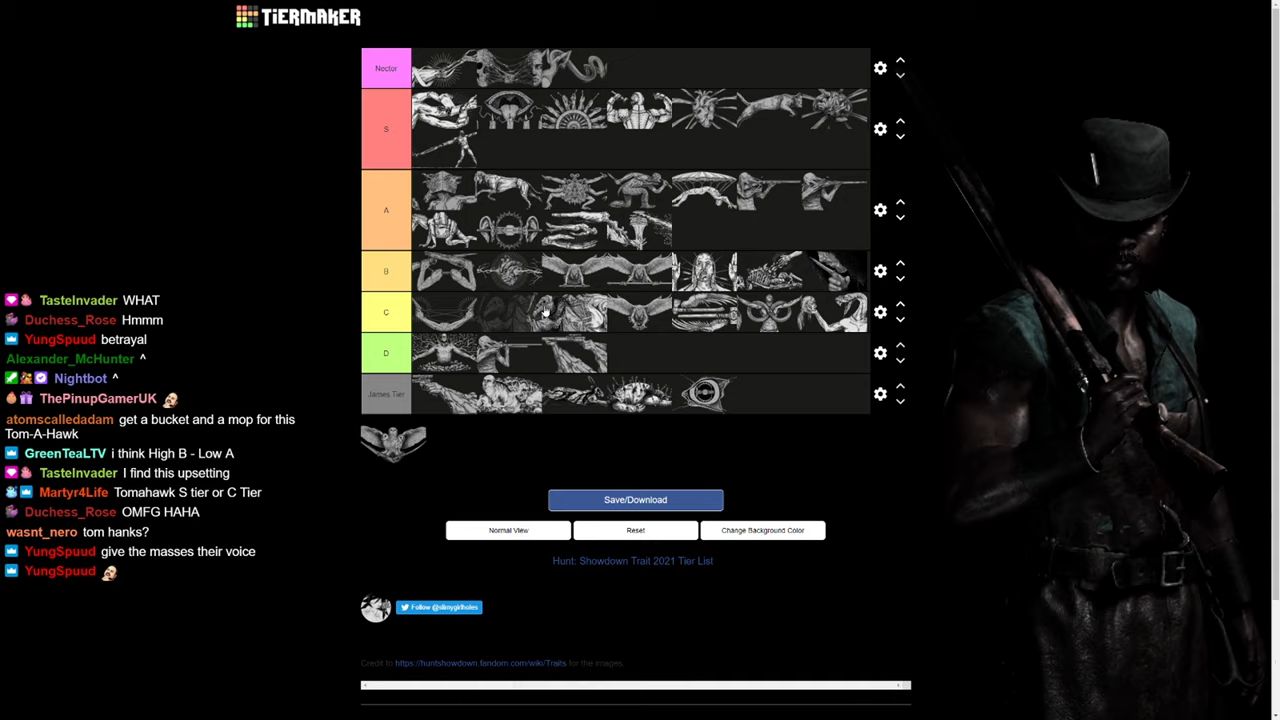 TiERMAKER
Nector
S
A
B
C
D
James Tier
TasteInvader WHAT
Duchess_Rose Hmmm
YungSpuud betrayal
Alexander_McHunter ^
Nightbot ^
ThePinupGamerUK
atomscalledadam get a bucket and a mop for this
Tom-A-Hawk
GreenTeaLTV i think High B - Low A
TasteInvader I find this upsetting
Martyr4Life Tomahawk S tier or C Tier
Duchess_Rose OMFG HAHA
wasnt_nero tom hanks?
YungSpuud give the masses their voice
YungSpuud
Save/Download
Normal View
Reset
Change Background Color
Hunt: Showdown Trait 2021 Tier List
Credit to https://huntshowdown.fandom.com/wiki/Traits for the images.